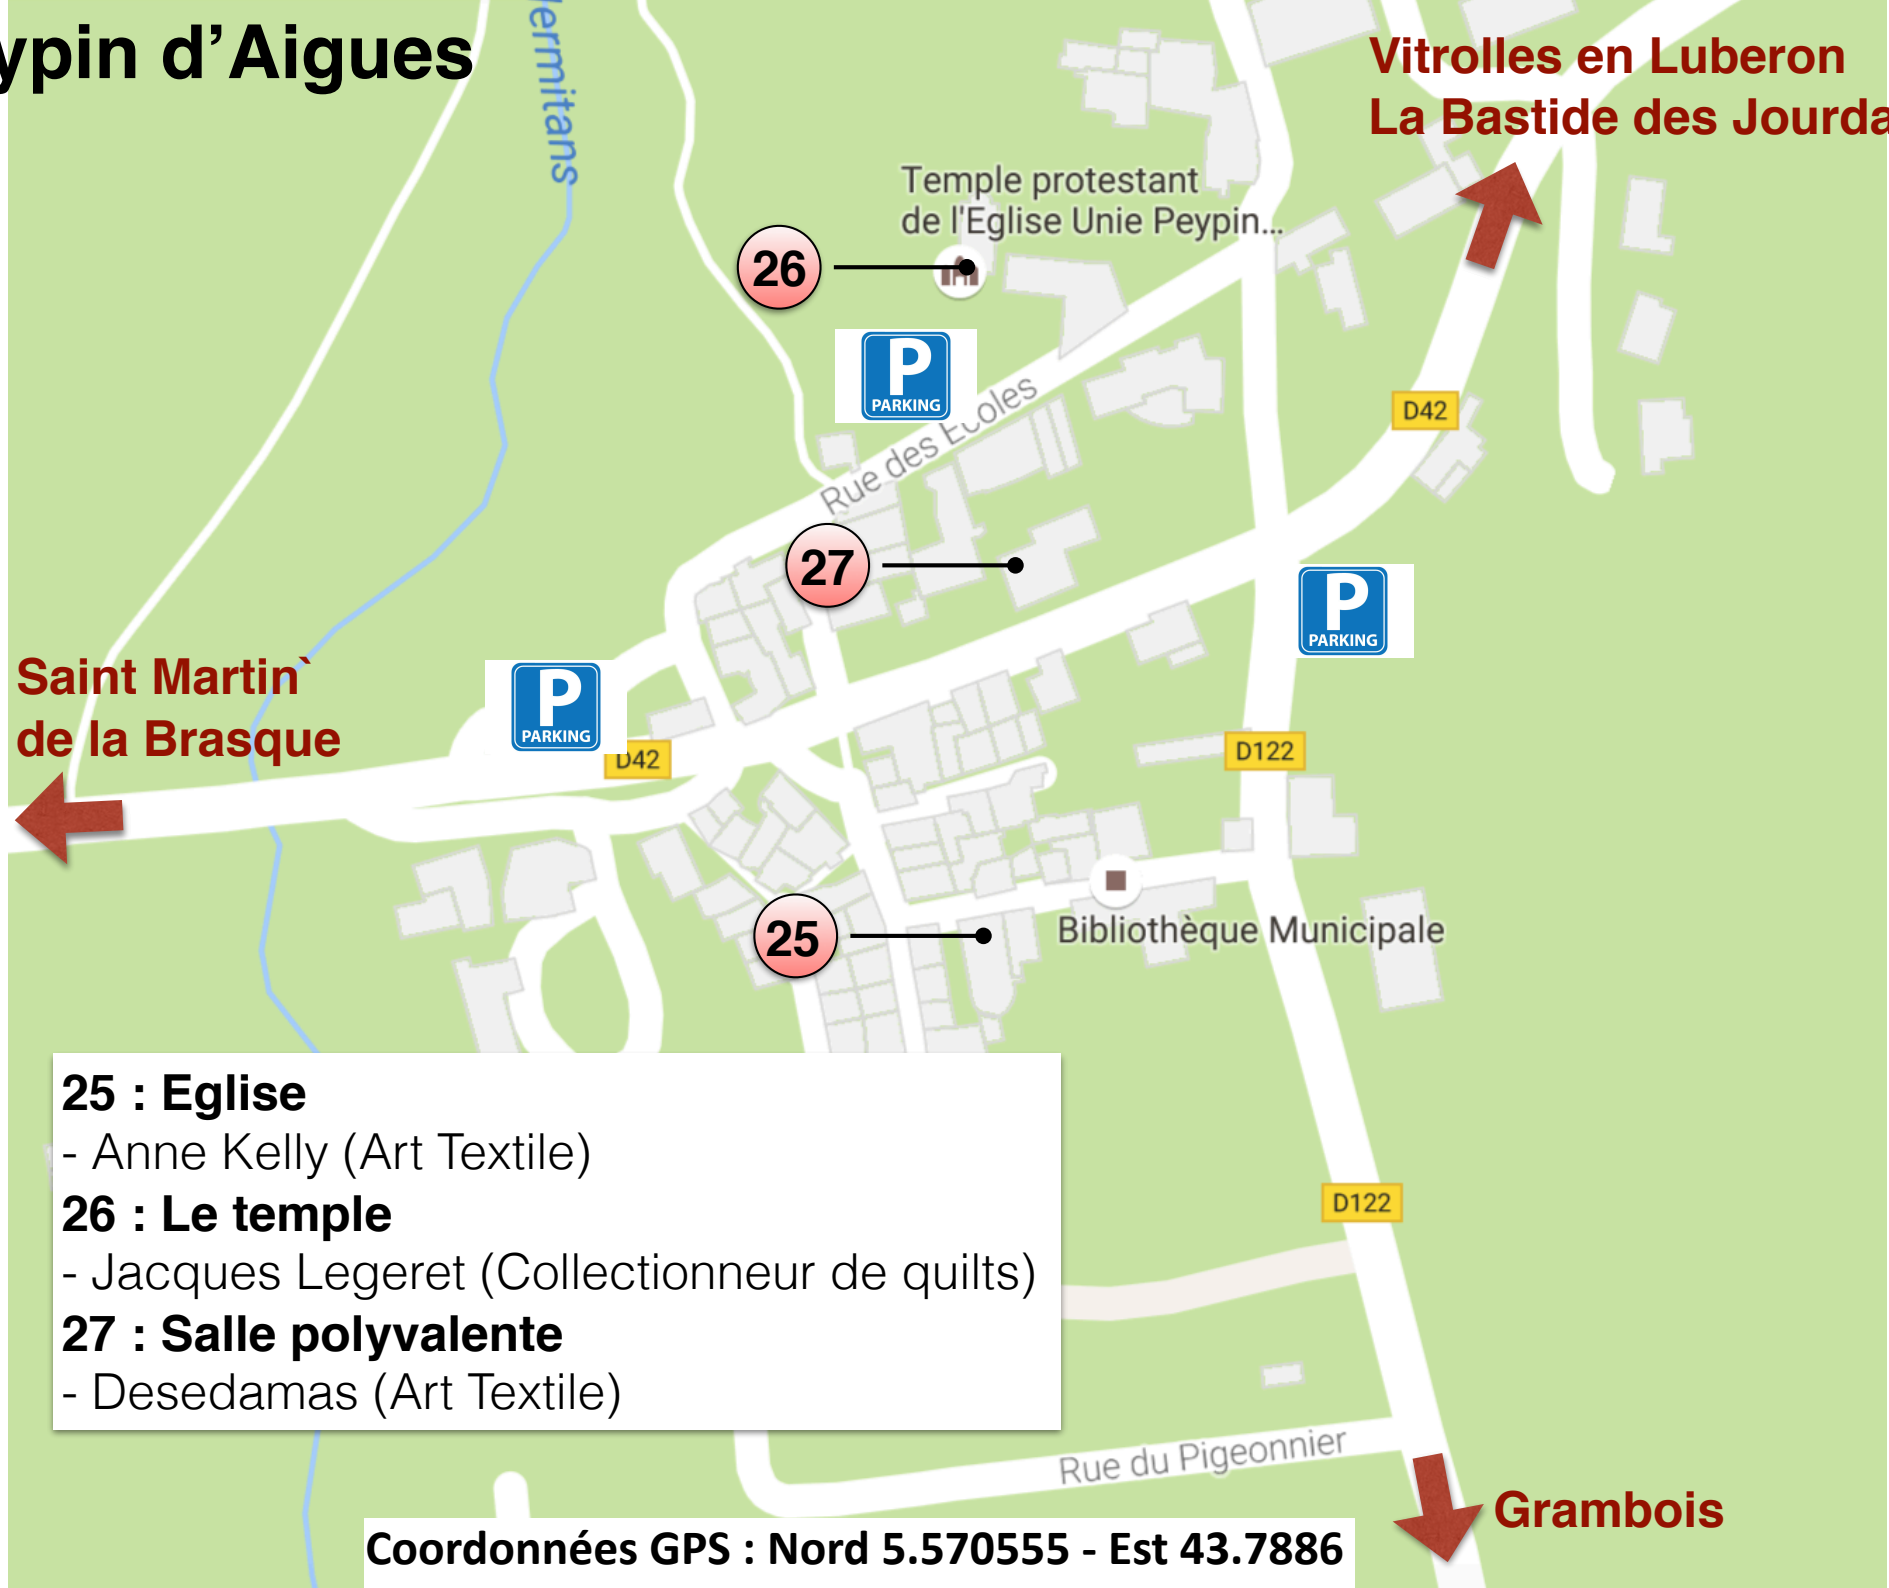 ypin d’Aigues
ermitans
Vitrolles en Luberon
La Bastide des Jourda
Temple protestant
de l'Eglise Unie Peypin...
26
P
PARKING
Rue des Ecoles
D42
27
P
PARKING
Saint Martin`
de la Brasque
P
PARKING
D42
D122
25
Bibliothèque Municipale
25 : Eglise
- Anne Kelly (Art Textile)
26 : Le temple
- Jacques Legeret (Collectionneur de quilts)
27 : Salle polyvalente
- Desedamas (Art Textile)
D122
Rue du Pigeonnier
Grambois
Coordonnées GPS : Nord 5.570555 - Est 43.7886